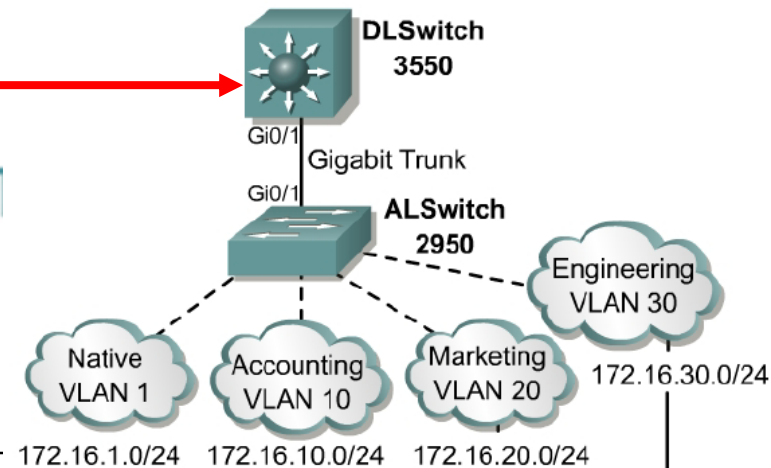 DLSwitch
3550
Gi0/1
Gigabit Trunk
Gi0/1
ALSwitch
2950
Engineering
VLAN 30
Native
VLAN 1
Accounting
VLAN 10
Marketing
VLAN 20
172.16.30.0/24
172.16.1.0/24
172.16.10.0/24
172.16.20.0/24